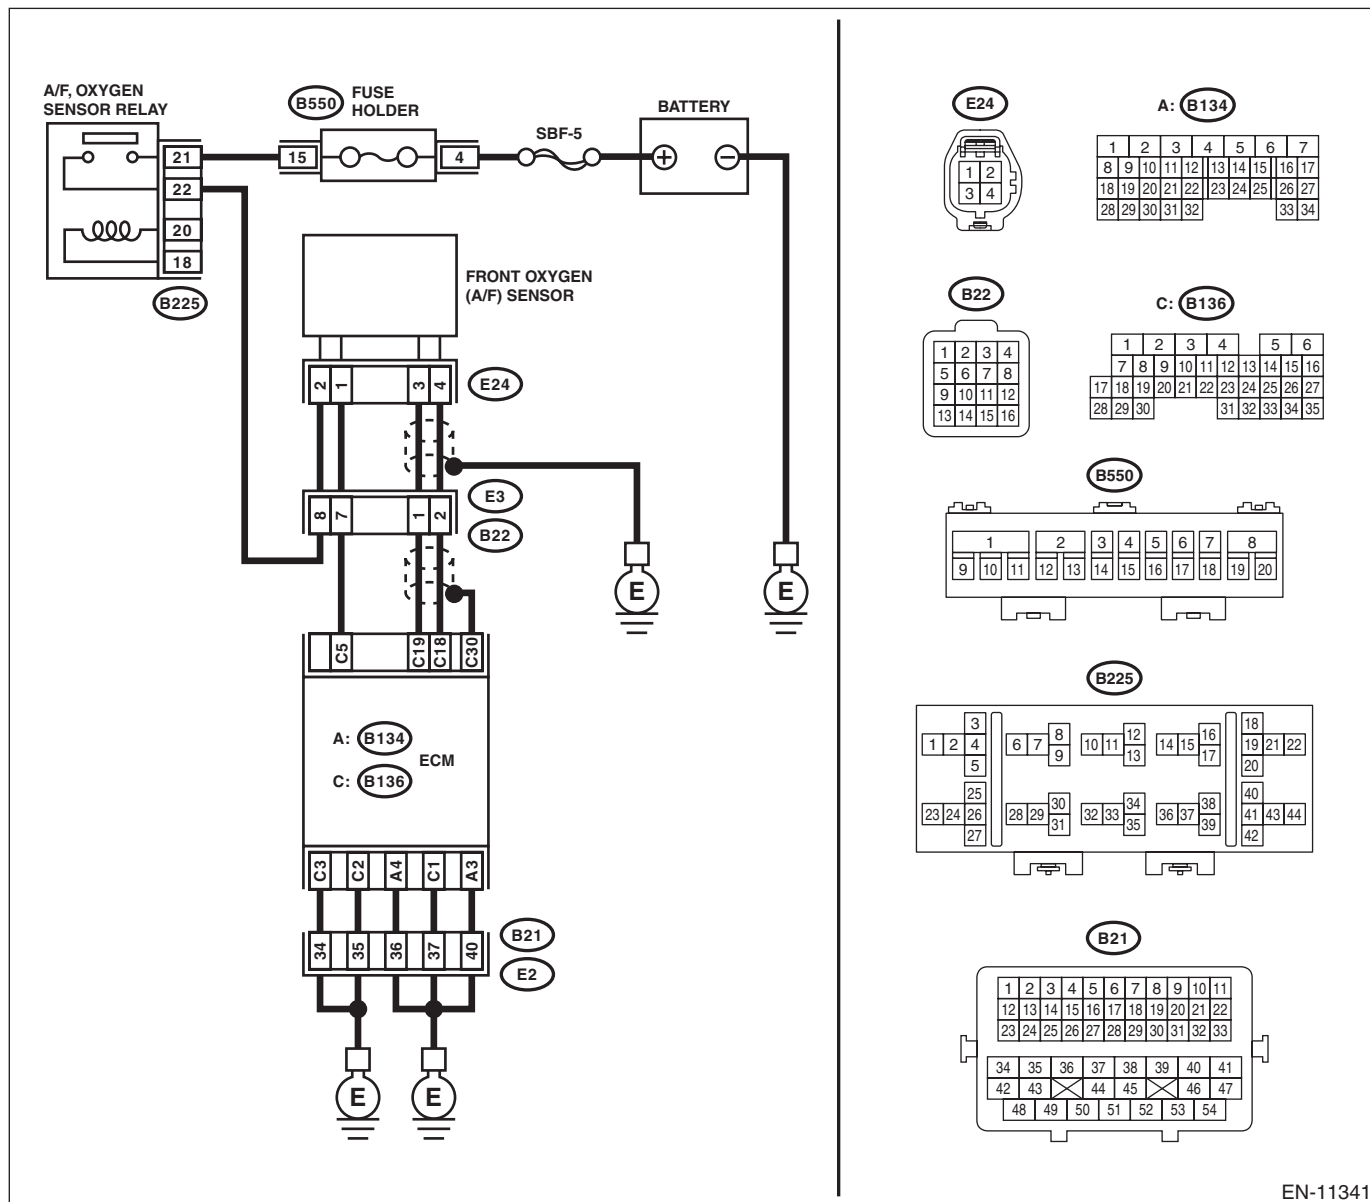 A/F, OXYGEN
SENSOR RELAY
B550
FUSE
HOLDER
SBF-5
BATTERY
21
15
4
+
−
22
20
18
B225
FRONT OXYGEN
(A/F) SENSOR
2 1 3 4
E24
8 7 1 2
E3
B22
E
E
C5 C19 C18 C30
A: B134
ECM
C: B136
C3 C2 A4 C1 A3
34 35 36 37 40
B21
E2
E
E
E24
1 2
3 4
A: B134
1 2 3 4 5 6 7
8 9 10 11 12 13 14 15 16 17
18 19 20 21 22 23 24 25 26 27
28 29 30 31 32 33 34
B22
1 2 3 4
5 6 7 8
9 10 11 12
13 14 15 16
C: B136
1 2 3 4 5 6
7 8 9 10 11 12 13 14 15 16
17 18 19 20 21 22 23 24 25 26 27
28 29 30 31 32 33 34 35
B550
1 2 3 4 5 6 7 8
9 10 11 12 13 14 15 16 17 18 19 20
B225
3 8 12 16 18
1 2 4 6 7 10 11 14 15 19 21 22
5 9 13 17 20
25 30 34 38 40
23 24 26 28 29 32 33 36 37 41 43 44
27 31 35 39 42
B21
1 2 3 4 5 6 7 8 9 10 11
12 13 14 15 16 17 18 19 20 21 22
23 24 25 26 27 28 29 30 31 32 33
34 35 36 37 38 39 40 41
42 43 44 45 46 47
48 49 50 51 52 53 54
EN-11341